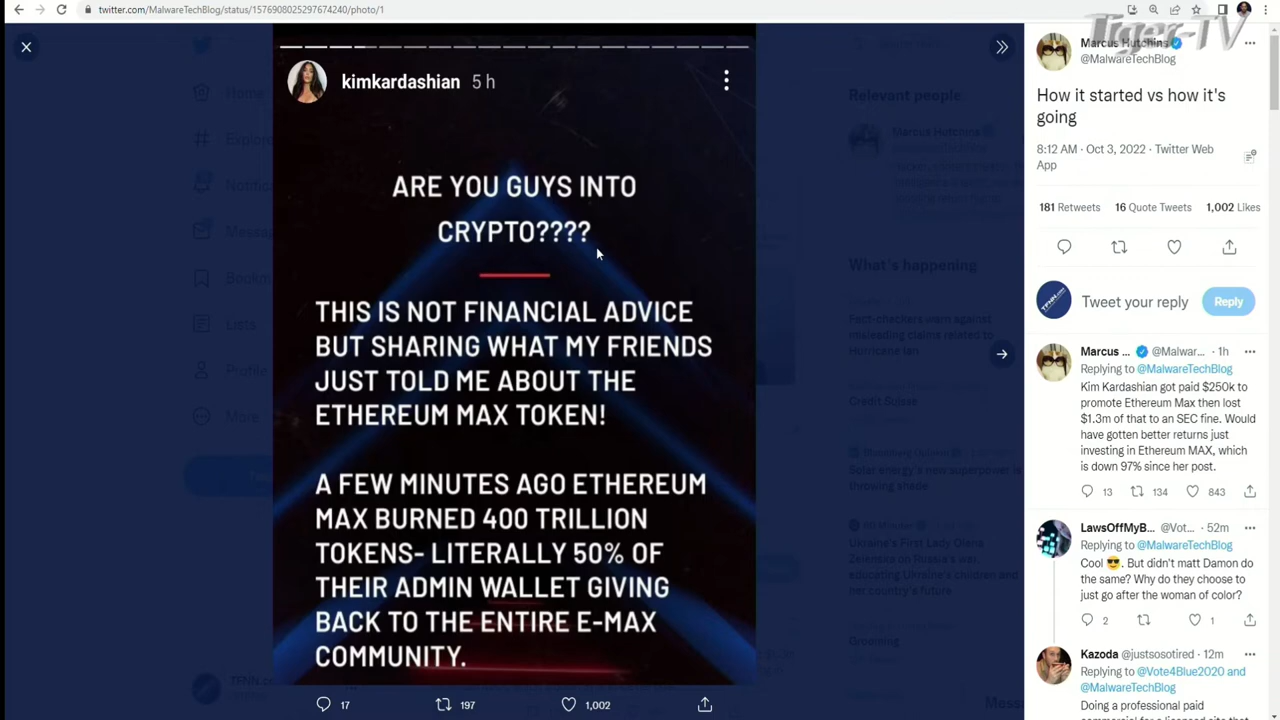 twitter.com/MalwareTechBlog/status/1576908025297674240/photo/1
Tiger-TV
kimkardashian 5 h
ARE YOU GUYS INTO
CRYPTO????
THIS IS NOT FINANCIAL ADVICE
BUT SHARING WHAT MY FRIENDS
JUST TOLD ME ABOUT THE
ETHEREUM MAX TOKEN!
A FEW MINUTES AGO ETHEREUM
MAX BURNED 400 TRILLION
TOKENS- LITERALLY 50% OF
THEIR ADMIN WALLET GIVING
BACK TO THE ENTIRE E-MAX
COMMUNITY.
17 197 1,002
Home
Explore
Lists
Profile
More
Relevant people
Marcus Hutchins
What's happening
Fact-checkers warn against
misleading claims related to
Hurricane Ian
Credit Suisse
Solar energy's new superpower is
throwing shade
Ukraine's First Lady Olena
Zelenska on Russia's war,
educating Ukraine's children and
her country's future
Grooming
Marcus Hutchins
@MalwareTechBlog
How it started vs how it's
going
8:12 AM · Oct 3, 2022 · Twitter Web
App
181 Retweets 16 Quote Tweets 1,002 Likes
TFNN.com
Tweet your reply Reply
Marcus ... @Malwar... · 1h
Replying to @MalwareTechBlog
Kim Kardashian got paid $250k to
promote Ethereum Max then lost
$1.3m of that to an SEC fine. Would
have gotten better returns just
investing in Ethereum MAX, which
is down 97% since her post.
13 134 843
LawsOffMyB... @Vot... · 52m
Replying to @MalwareTechBlog
Cool 😎. But didn't matt Damon do
the same? Why do they choose to
just go after the woman of color?
2 1
Kazoda @justsosotired · 12m
Replying to @Vote4Blue2020 and
@MalwareTechBlog
Doing a professional paid